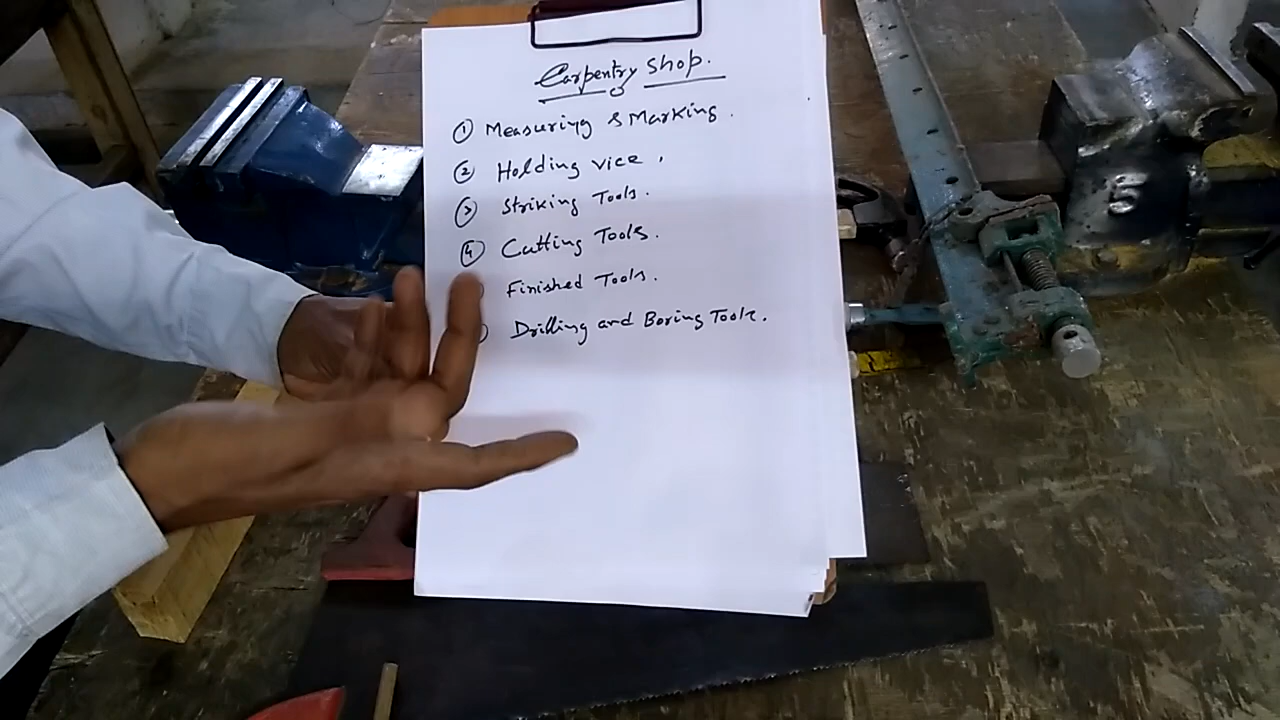 Carpentry Shop.
① Measuring & Marking.
② Holding vice.
③ Striking Tools.
④ Cutting Tools.
Finished Tools.
Drilling and Boring Tools.
5